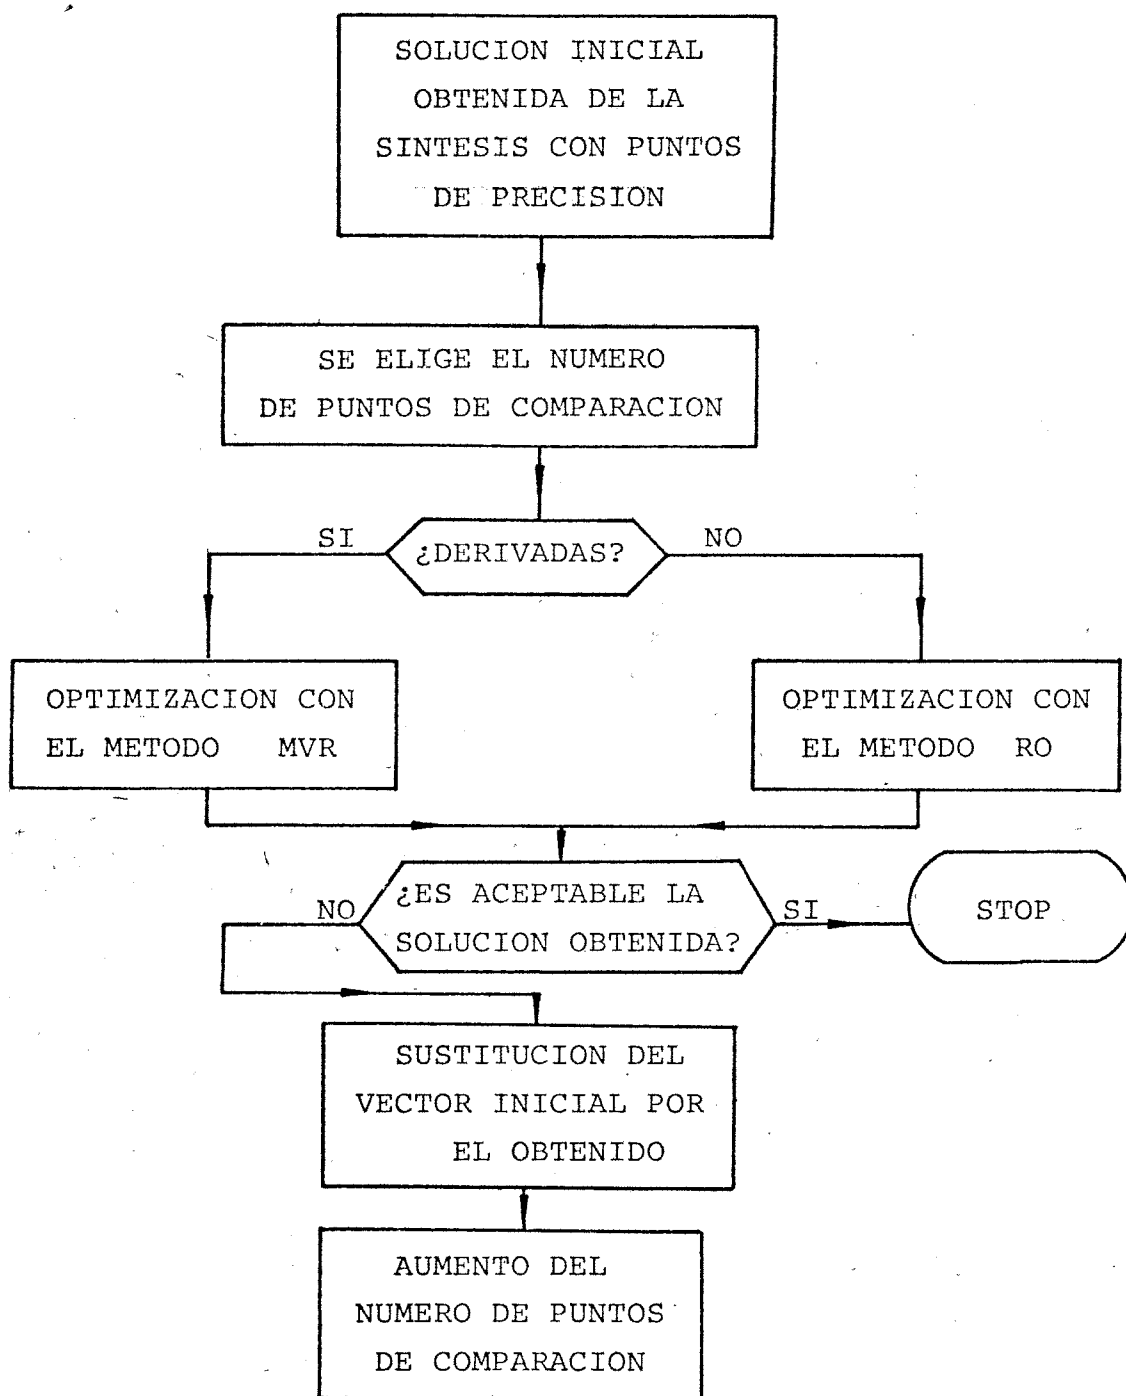 SOLUCION INICIAL
OBTENIDA DE LA
SINTESIS CON PUNTOS
DE PRECISION
SE ELIGE EL NUMERO
DE PUNTOS DE COMPARACION
SI
¿DERIVADAS?
NO
OPTIMIZACION CON
EL METODO MVR
OPTIMIZACION CON
EL METODO RO
NO
¿ES ACEPTABLE LA
SOLUCION OBTENIDA?
SI
STOP
SUSTITUCION DEL
VECTOR INICIAL POR
EL OBTENIDO
AUMENTO DEL
NUMERO DE PUNTOS
DE COMPARACION